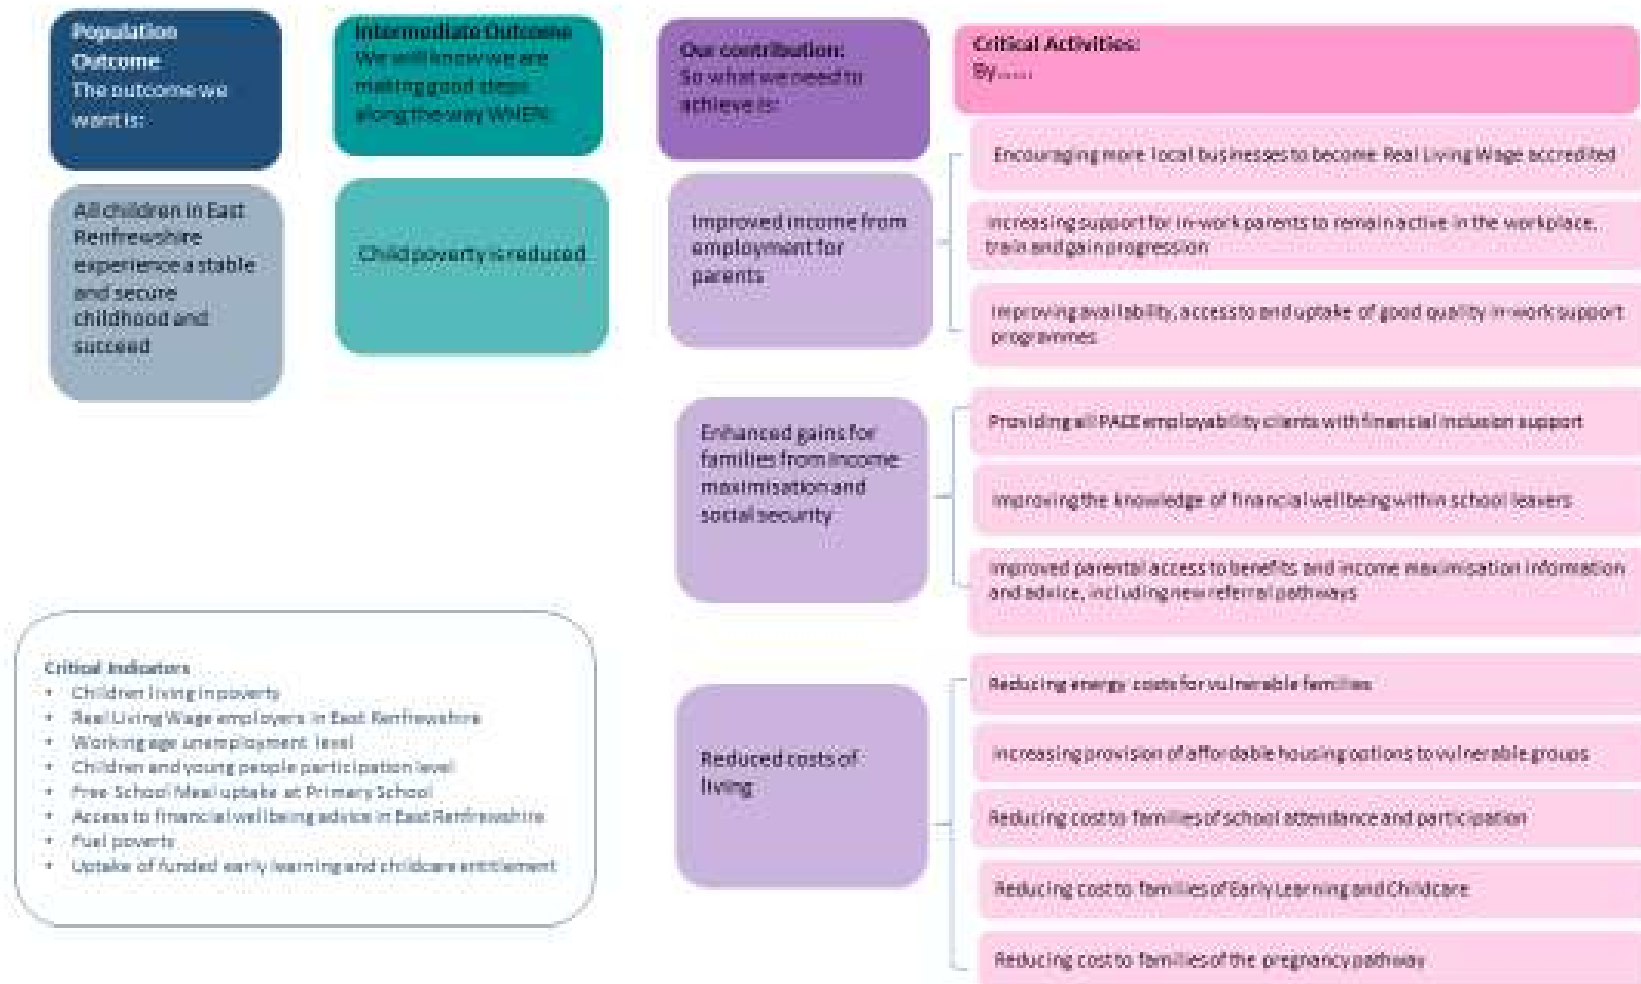 Population
Outcome
The outcome we
want is:
Intermediate Outcome
We will know we are
making good steps
along the way WHEN:
Our contribution:
So what we need to
achieve is:
Critical Activities:
By......
All children in East
Renfrewshire
experience a stable
and secure
childhood and
succeed
Child poverty is reduced
Improved income from
employment for
parents
Encouraging more local businesses to become Real Living Wage accredited
Increasing support for in-work parents to remain active in the workplace,
train and gain progression
Improving availability, access to and uptake of good quality in-work support
programmes
Enhanced gains for
families from income
maximisation and
social security
Providing all PACE employability clients with financial inclusion support
Improving the knowledge of financial wellbeing within school leavers
Improved parental access to benefits and income maximisation information
and advice, including new referral pathways
Reduced costs of
living
Reducing energy costs for vulnerable families
Increasing provision of affordable housing options to vulnerable groups
Reducing cost to families of school attendance and participation
Reducing cost to families of Early Learning and Childcare
Reducing cost to families of the pregnancy pathway
Critical Indicators
• Children living in poverty
• Real Living Wage employers in East Renfrewshire
• Working age unemployment level
• Children and young people participation level
• Free School Meal uptake at Primary School
• Access to financial wellbeing advice in East Renfrewshire
• Fuel poverty
• Uptake of funded early learning and childcare entitlement